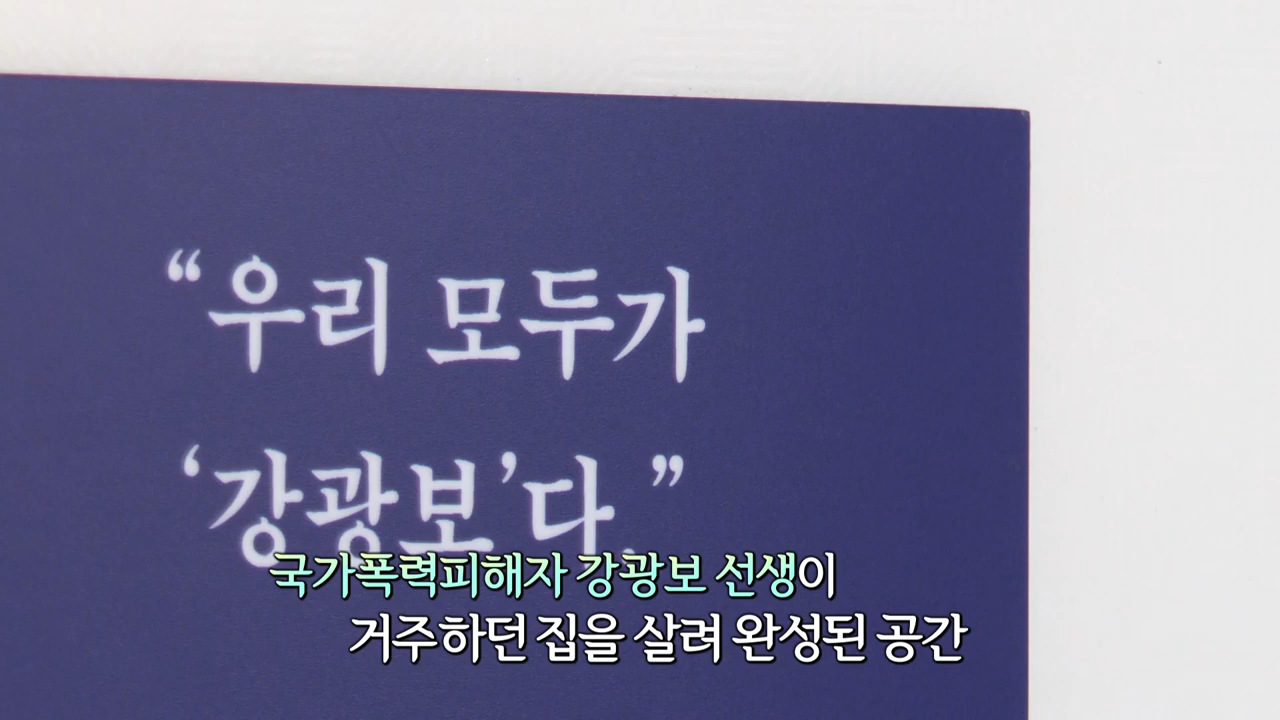 “우리 모두가
‘강광보’다.”
국가폭력피해자 강광보 선생이
거주하던 집을 살려 완성된 공간